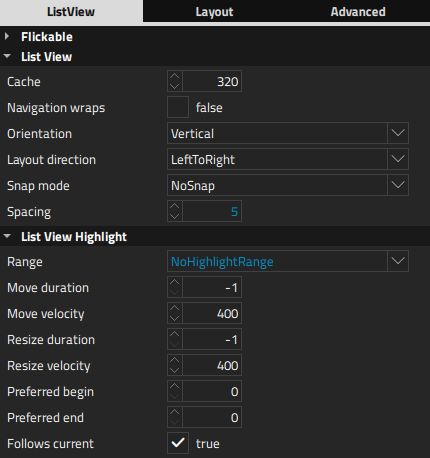 ListView Layout Advanced
Flickable
List View
Cache 320
Navigation wraps false
Orientation Vertical
Layout direction LeftToRight
Snap mode NoSnap
Spacing 5
List View Highlight
Range NoHighlightRange
Move duration -1
Move velocity 400
Resize duration -1
Resize velocity 400
Preferred begin 0
Preferred end 0
Follows current true